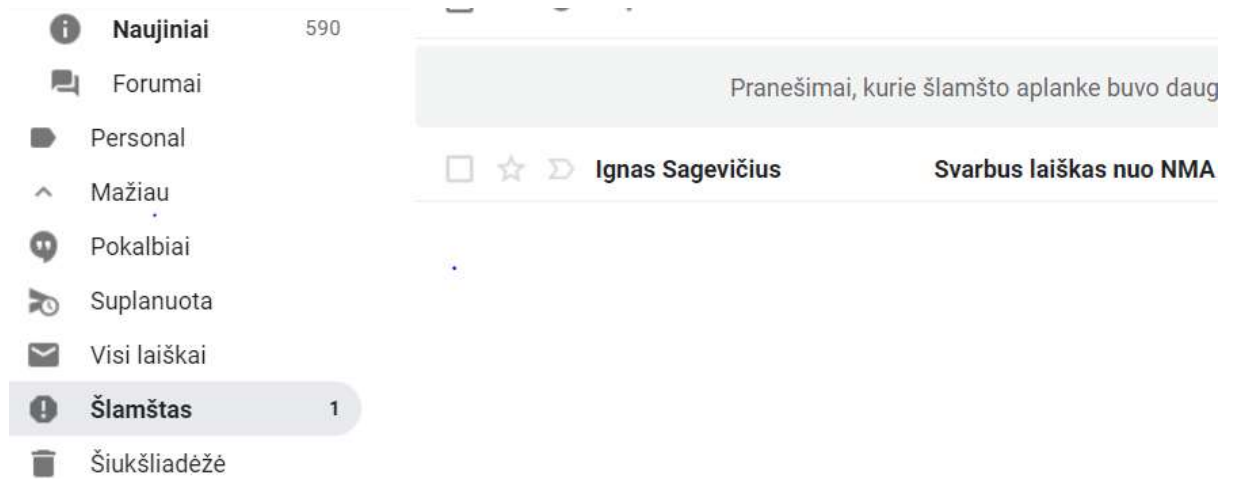 Naujiniai 590
Forumai
Personal
Mažiau
Pokalbiai
Suplanuota
Visi laiškai
Šlamštas 1
Šiukšliadėžė
Pranešimai, kurie šlamšto aplanke buvo daug
Ignas Sagevičius Svarbus laiškas nuo NMA